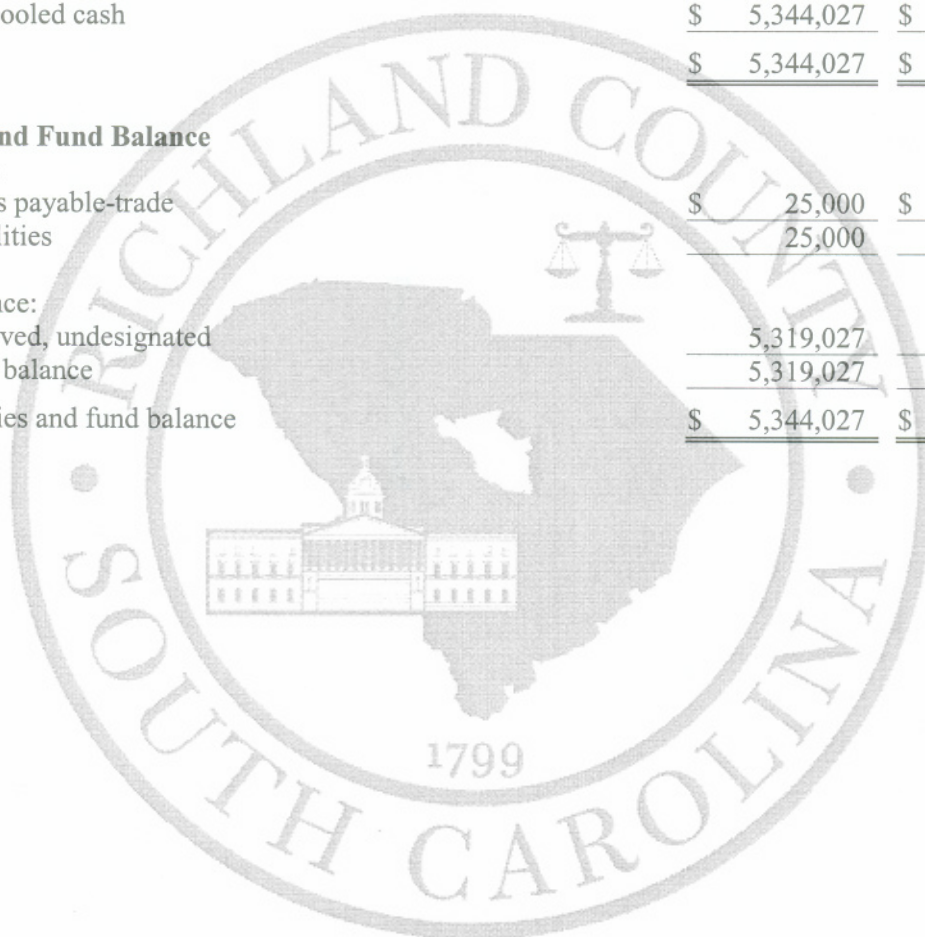 ooled cash $ 5,344,027 $
$ 5,344,027 $
nd Fund Balance
s payable-trade $ 25,000 $
lities 25,000
nce:
ved, undesignated 5,319,027
balance 5,319,027
ies and fund balance $ 5,344,027 $
RICHLAND COUNTY
1799
SOUTH CAROLINA